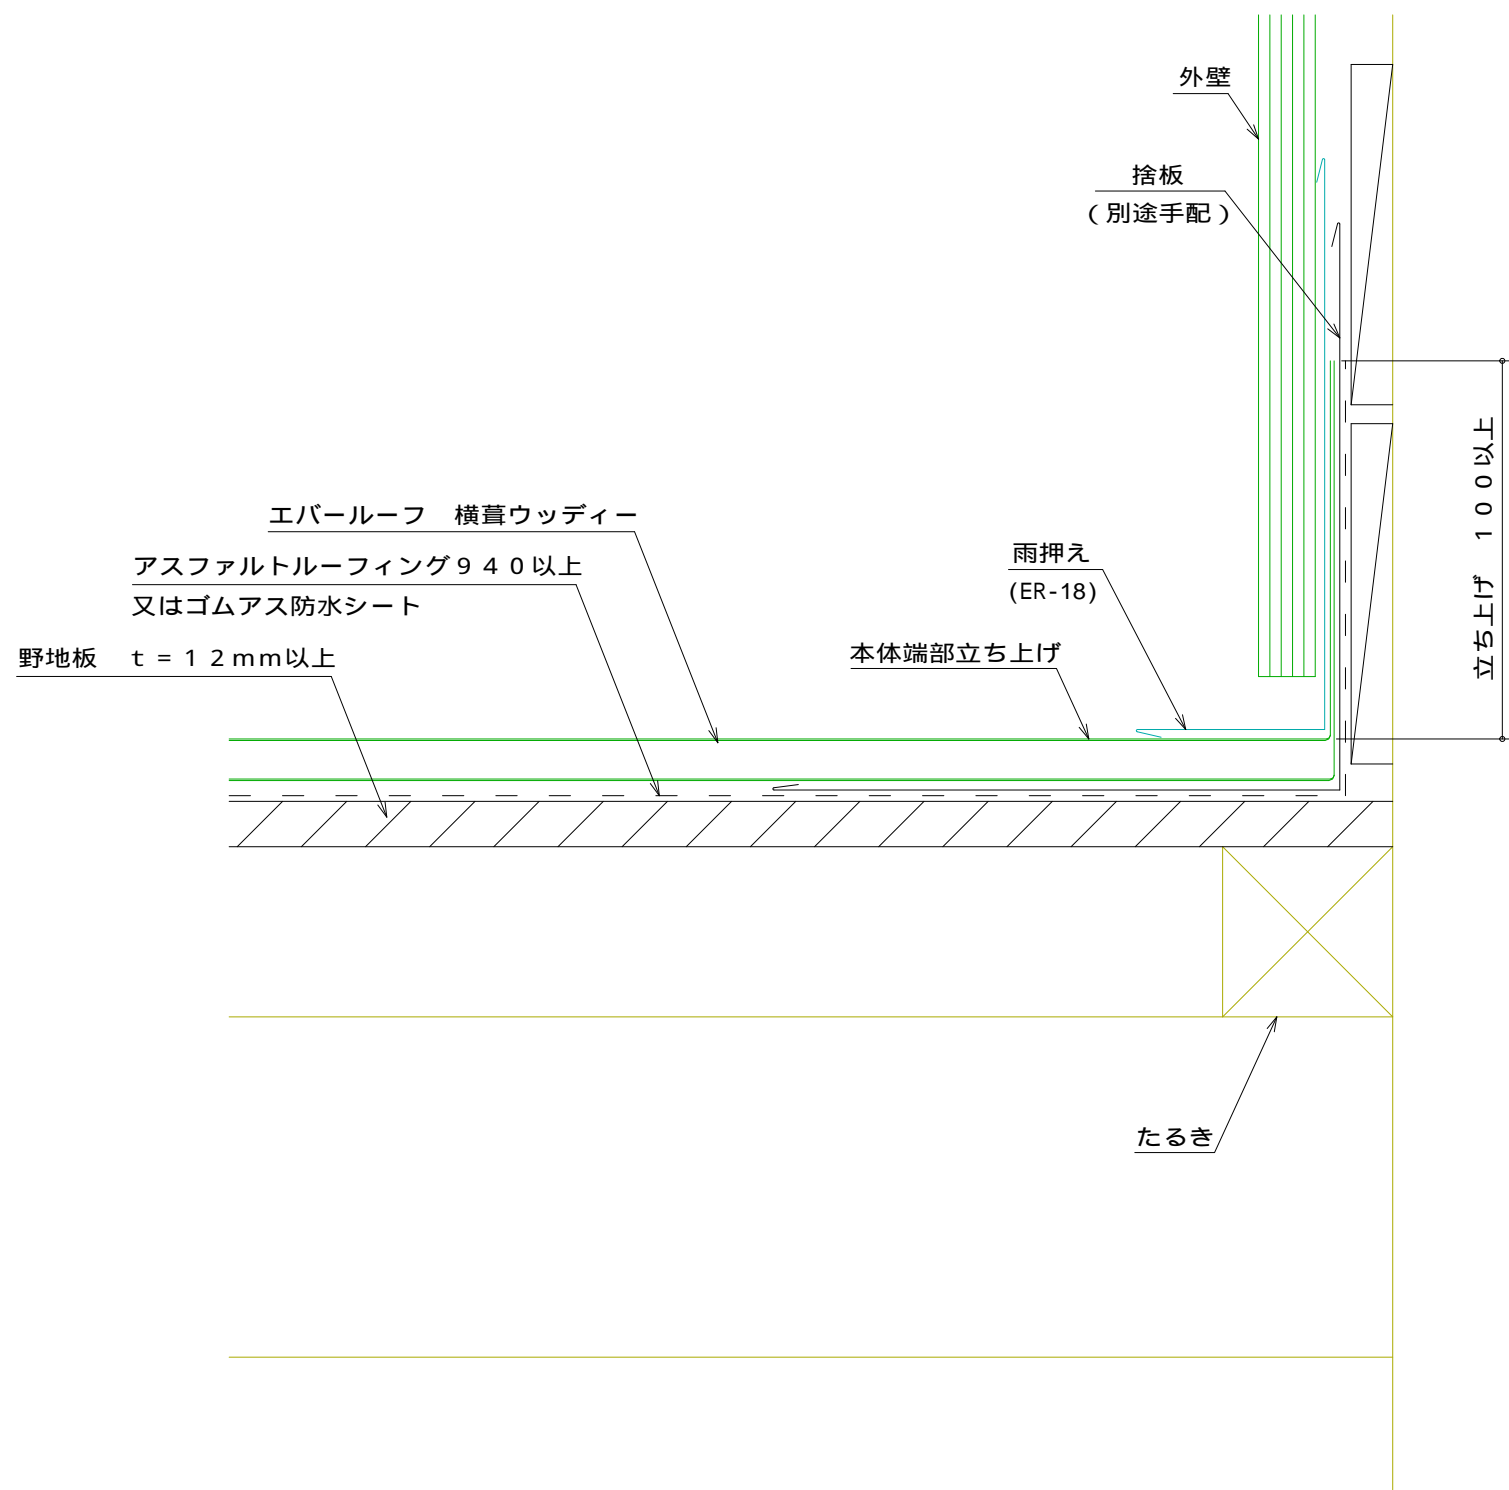 外壁
捨板
(別途手配)
エバールーフ 横葺ウッディー
アスファルトルーフィング940以上
又はゴムアス防水シート
野地板 t=12mm以上
雨押え
(ER-18)
本体端部立ち上げ
立ち上げ 100以上
たるき